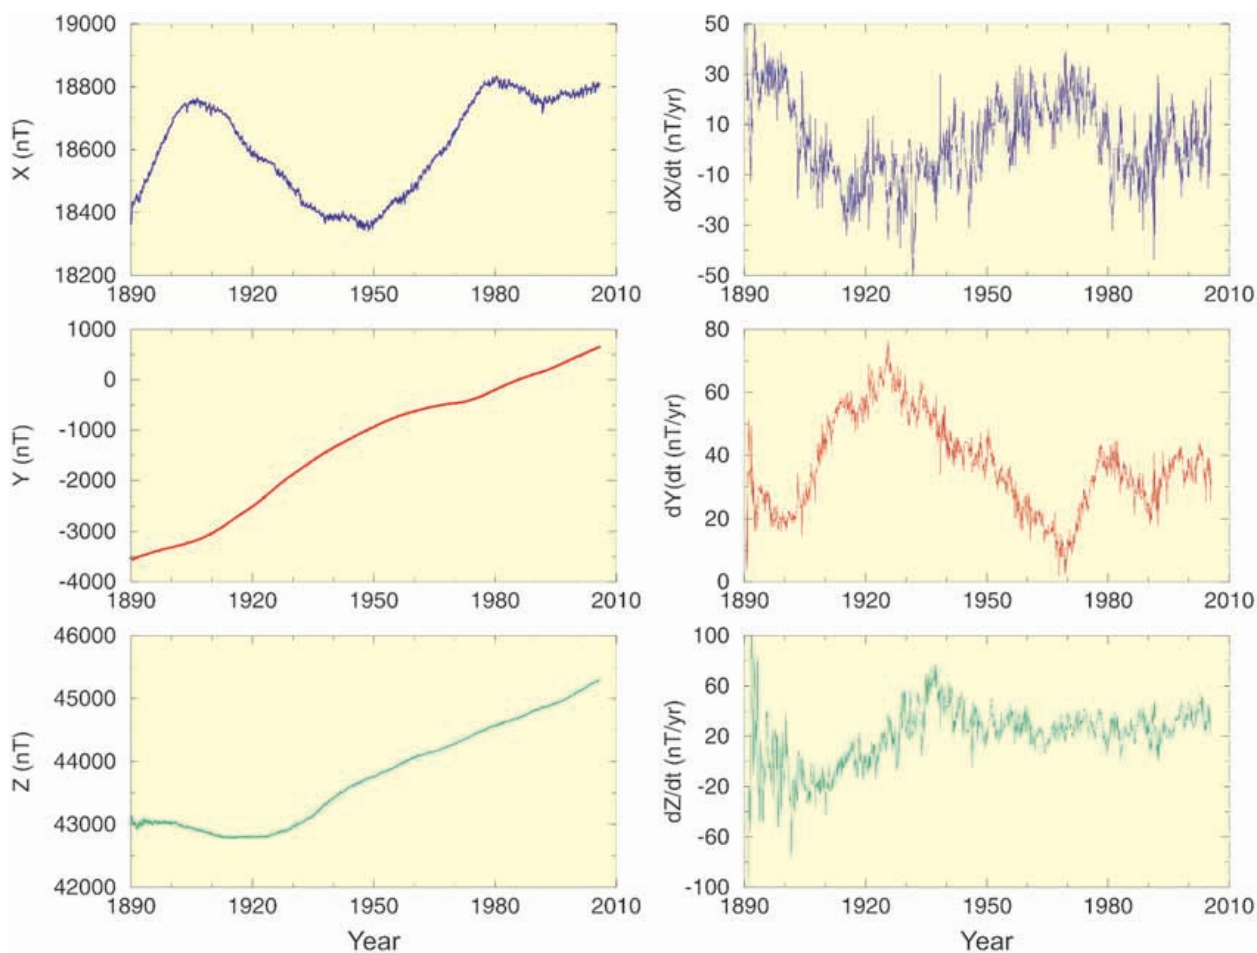 X (nT)
19000
18800
18600
18400
18200
1890 1920 1950 1980 2010
dX/dt (nT/yr)
50
30
10
-10
-30
-50
1890 1920 1950 1980 2010
Y (nT)
1000
0
-1000
-2000
-3000
-4000
1890 1920 1950 1980 2010
dY(dt (nT/yr)
80
60
40
20
0
1890 1920 1950 1980 2010
Z (nT)
46000
45000
44000
43000
42000
1890 1920 1950 1980 2010
Year
dZ/dt (nT/yr)
100
60
20
-20
-60
-100
1890 1920 1950 1980 2010
Year